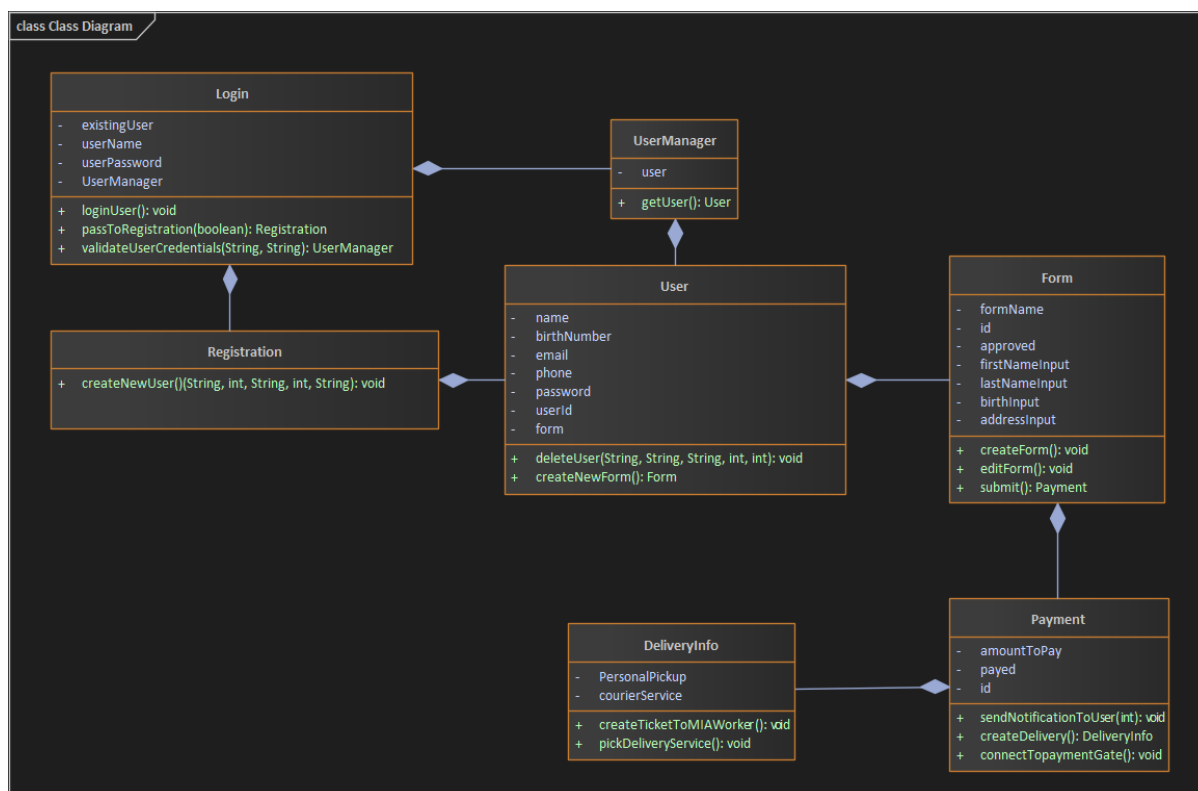 class Class Diagram
Login
- existingUser
- userName
- userPassword
- UserManager
+ loginUser(): void
+ passToRegistration(boolean): Registration
+ validateUserCredentials(String, String): UserManager
UserManager
- user
+ getUser(): User
Registration
+ createNewUser()(String, int, String, int, String): void
User
- name
- birthNumber
- email
- phone
- password
- userId
- form
+ deleteUser(String, String, String, int, int): void
+ createNewForm(): Form
Form
- formName
- id
- approved
- firstNameInput
- lastNameInput
- birthInput
- addressInput
+ createForm(): void
+ editForm(): void
+ submit(): Payment
DeliveryInfo
- PersonalPickup
- courierService
+ createTicketToMIAWorker(): void
+ pickDeliveryService(): void
Payment
- amountToPay
- payed
- id
+ sendNotificationToUser(int): void
+ createDelivery(): DeliveryInfo
+ connectTopaymentGate(): void